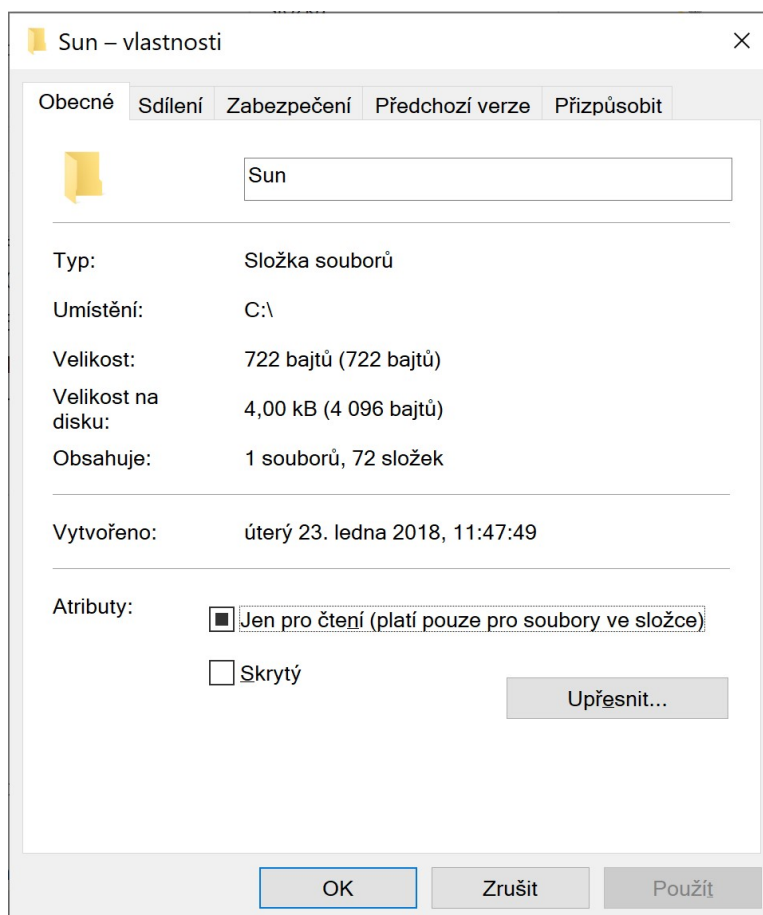 Sun – vlastnosti
Obecné Sdílení Zabezpečení Předchozí verze Přizpůsobit
Sun
Typ: Složka souborů
Umístění: C:\
Velikost: 722 bajtů (722 bajtů)
Velikost na
disku: 4,00 kB (4 096 bajtů)
Obsahuje: 1 souborů, 72 složek
Vytvořeno: úterý 23. ledna 2018, 11:47:49
Atributy: Jen pro čtení (platí pouze pro soubory ve složce)
Skrytý
Upřesnit...
OK Zrušit Použít